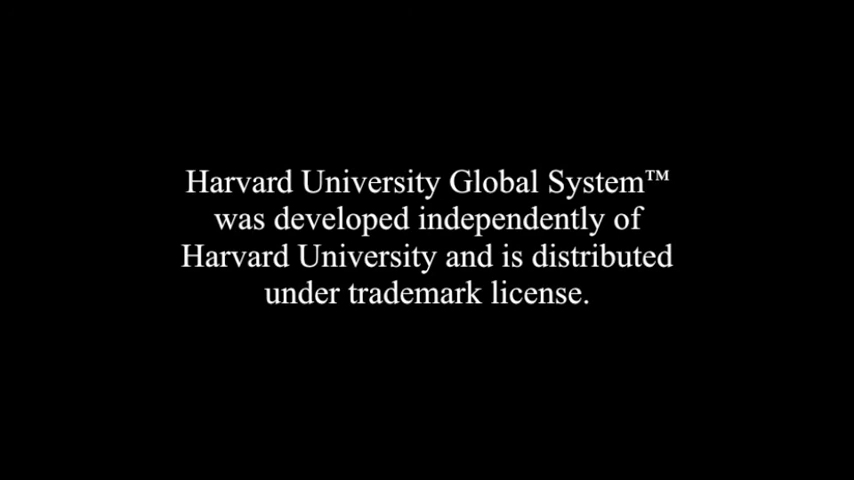 Harvard University Global System™
was developed independently of
Harvard University and is distributed
under trademark license.